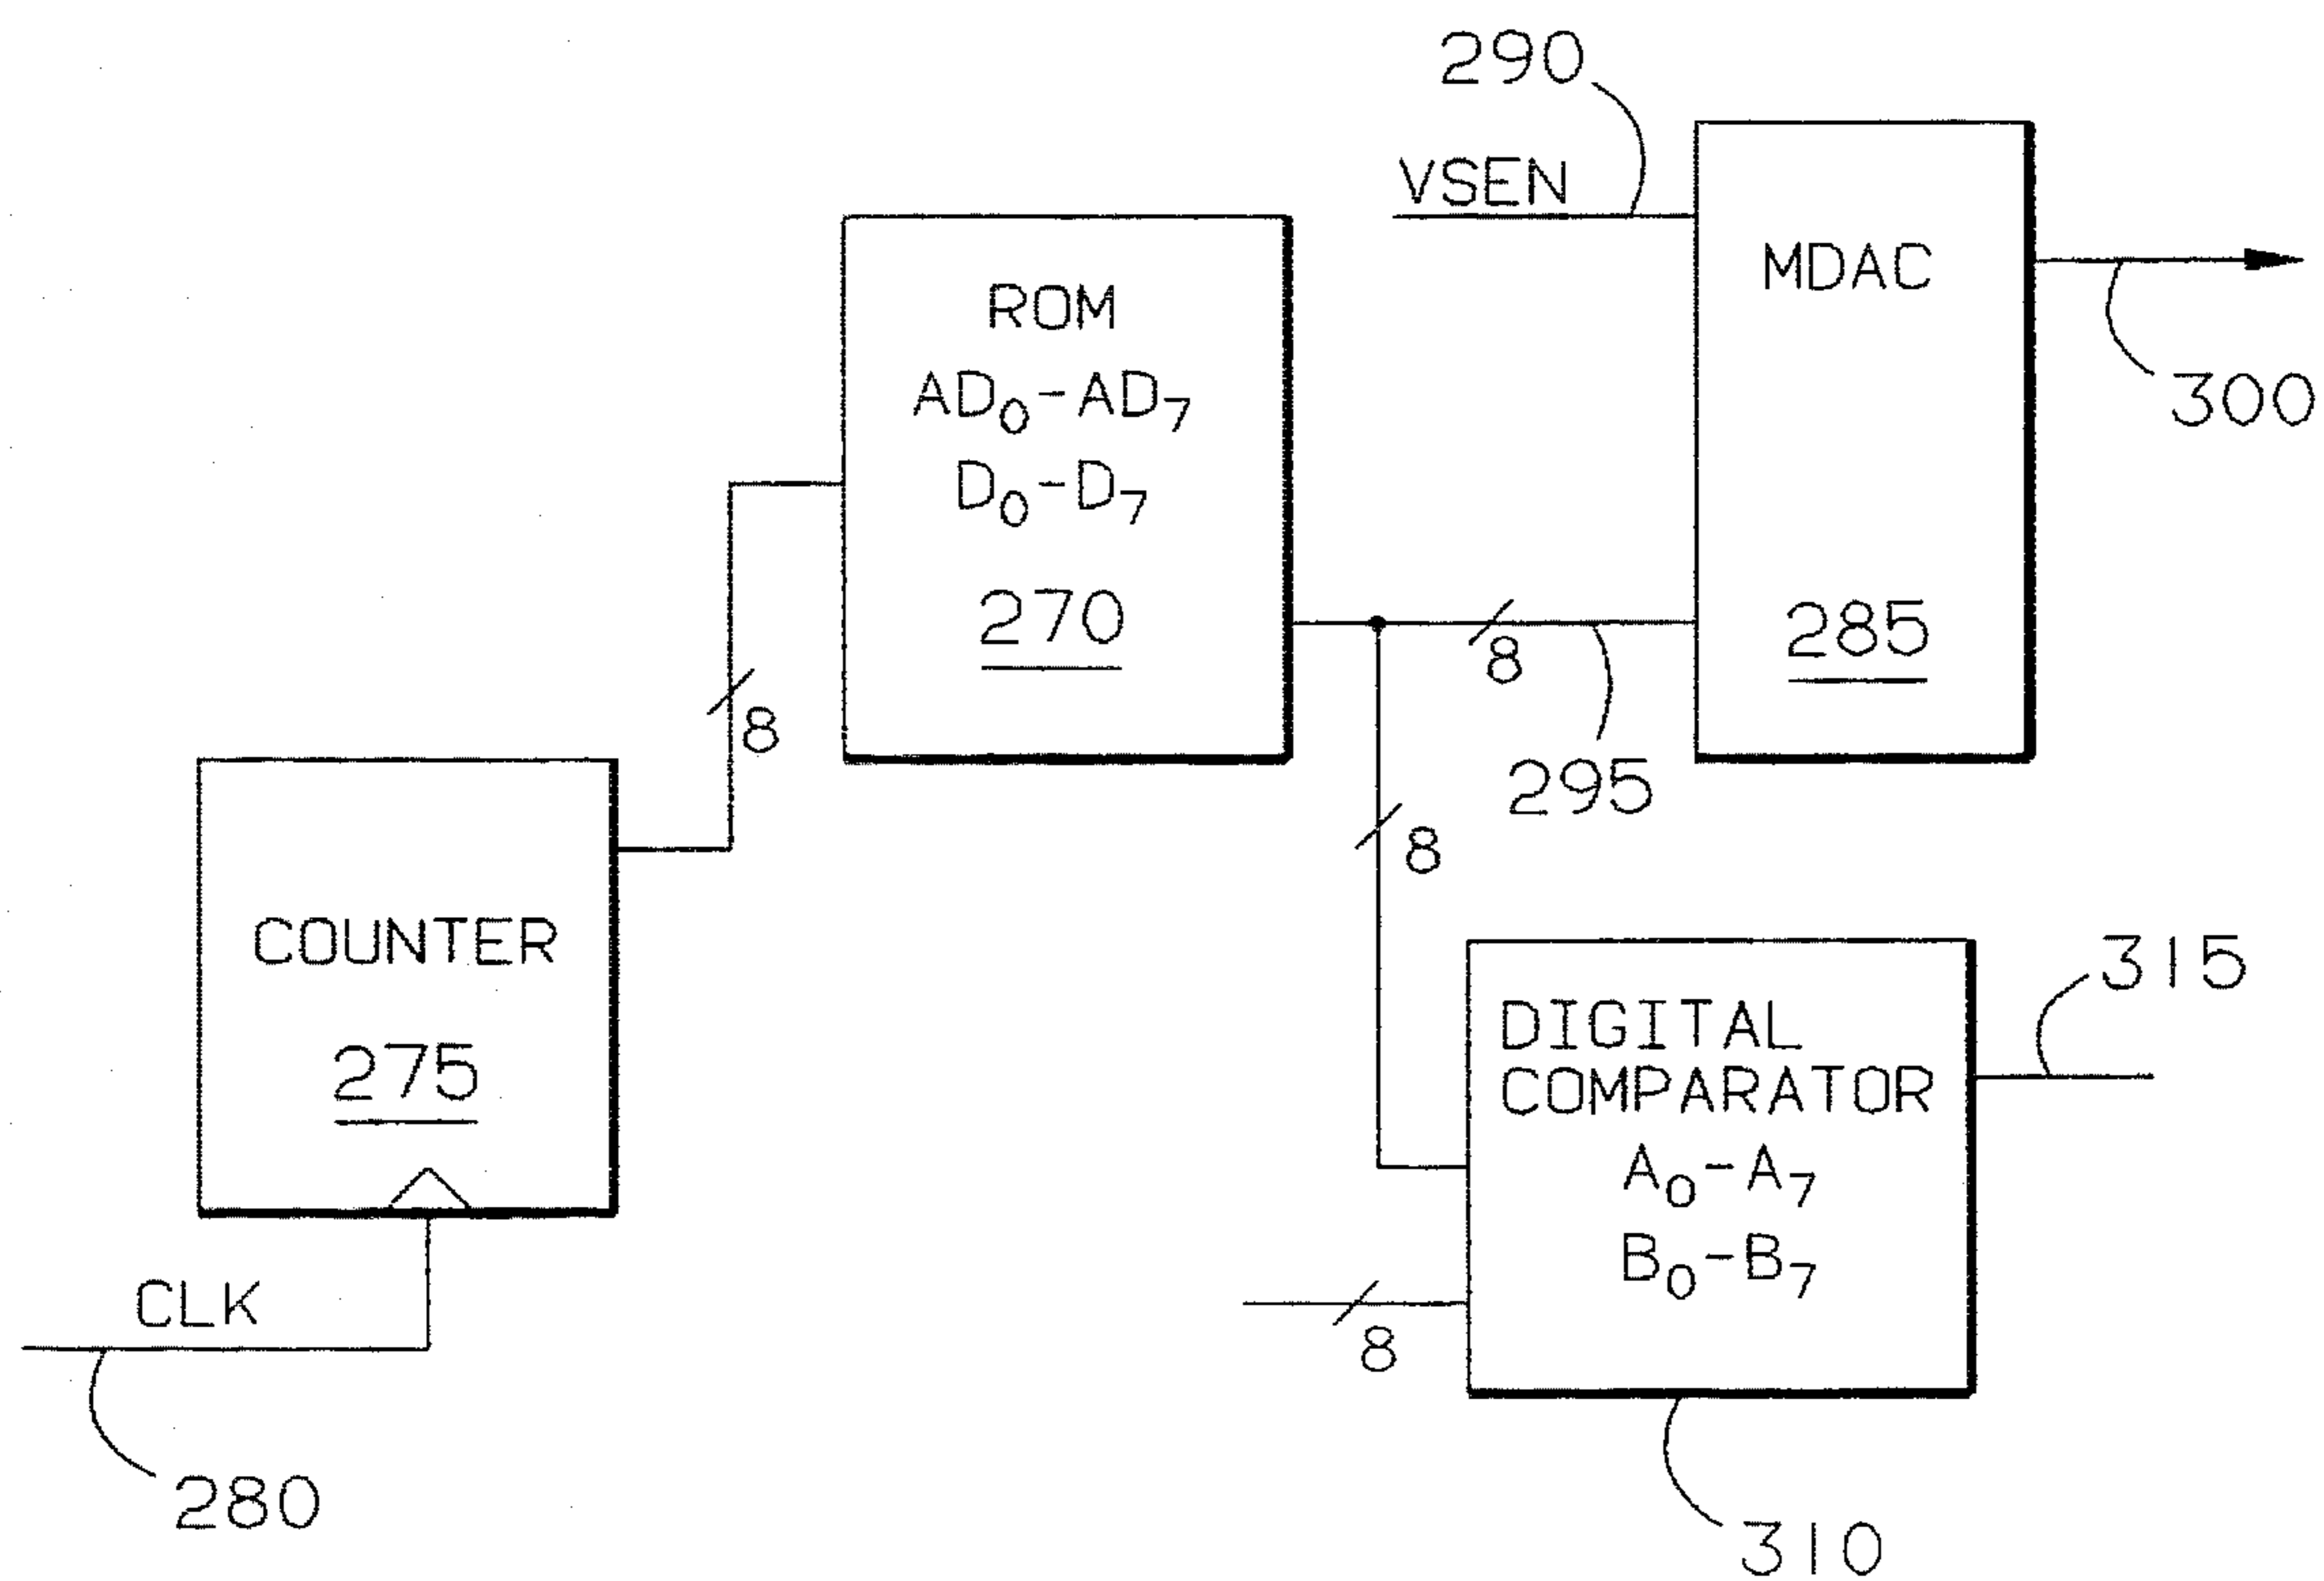 290
VSEN
MDAC
285
300
ROM
AD₀-AD₇
D₀-D₇
270
8
295
8
8
COUNTER
275
CLK
280
DIGITAL
COMPARATOR
A₀-A₇
B₀-B₇
315
8
310